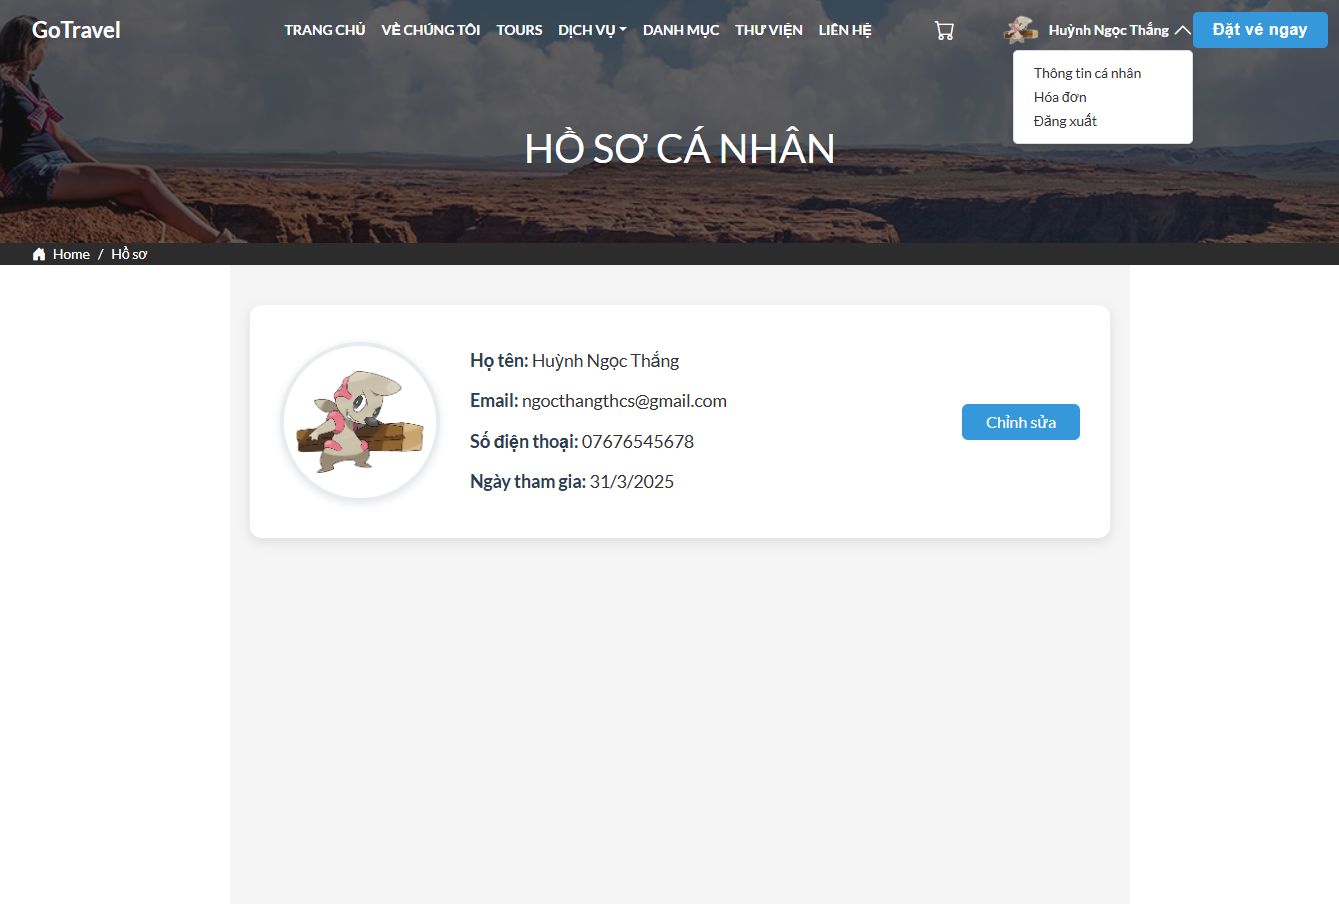 GoTravel
TRANG CHỦ VỀ CHÚNG TÔI TOURS DỊCH VỤ DANH MỤC THƯ VIỆN LIÊN HỆ
Huỳnh Ngọc Thắng
Đặt vé ngay
Thông tin cá nhân
Hóa đơn
Đăng xuất
HỒ SƠ CÁ NHÂN
Home / Hồ sơ
Họ tên: Huỳnh Ngọc Thắng
Email: ngocthangthcs@gmail.com
Số điện thoại: 07676545678
Ngày tham gia: 31/3/2025
Chỉnh sửa